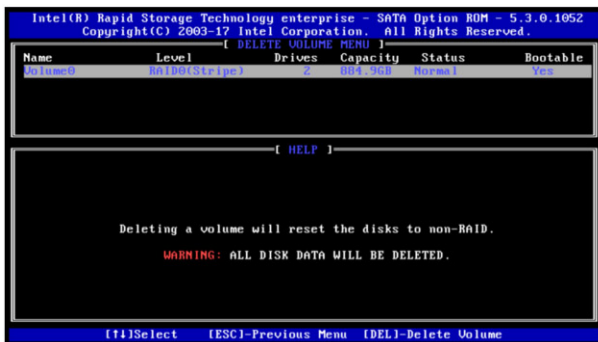 Intel(R) Rapid Storage Technology enterprise - SATA Option ROM - 5.3.0.1052
Copyright(C) 2003-17 Intel Corporation. All Rights Reserved.
[ DELETE VOLUME MENU ]
Name Level Drives Capacity Status Bootable
Volume0 RAID0(Stripe) 2 884.9GB Normal Yes
[ HELP ]
Deleting a volume will reset the disks to non-RAID.
WARNING: ALL DISK DATA WILL BE DELETED.
[↑↓]Select [ESC]-Previous Menu [DEL]-Delete Volume